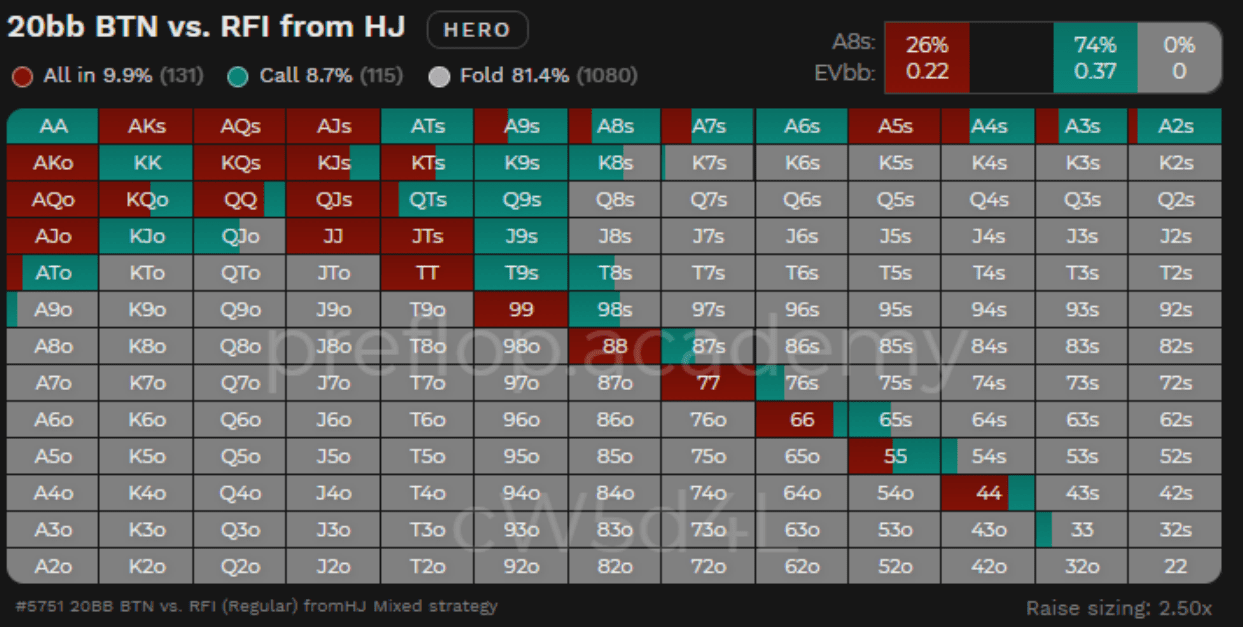 20bb BTN vs. RFI from HJ HERO
A8s: 26% 74% 0%
EVbb: 0.22 0.37 0
All in 9.9% (131) Call 8.7% (115) Fold 81.4% (1080)
AA AKs AQs AJs ATs A9s A8s A7s A6s A5s A4s A3s A2s
AKo KK KQs KJs KTs K9s K8s K7s K6s K5s K4s K3s K2s
AQo KQo QQ QJs QTs Q9s Q8s Q7s Q6s Q5s Q4s Q3s Q2s
AJo KJo QJo JJ JTs J9s J8s J7s J6s J5s J4s J3s J2s
ATo KTo QTo JTo TT T9s T8s T7s T6s T5s T4s T3s T2s
A9o K9o Q9o J9o T9o 99 98s 97s 96s 95s 94s 93s 92s
preflop.academy
A8o K8o Q8o J8o T8o 98o 88 87s 86s 85s 84s 83s 82s
A7o K7o Q7o J7o T7o 97o 87o 77 76s 75s 74s 73s 72s
A6o K6o Q6o J6o T6o 96o 86o 76o 66 65s 64s 63s 62s
A5o K5o Q5o J5o T5o 95o 85o 75o 65o 55 54s 53s 52s
A4o K4o Q4o J4o T4o 94o 84o 74o 64o 54o 44 43s 42s
cW5d4L
A3o K3o Q3o J3o T3o 93o 83o 73o 63o 53o 43o 33 32s
A2o K2o Q2o J2o T2o 92o 82o 72o 62o 52o 42o 32o 22
#5751 20BB BTN vs. RFI (Regular) fromHJ Mixed strategy Raise sizing: 2.50x